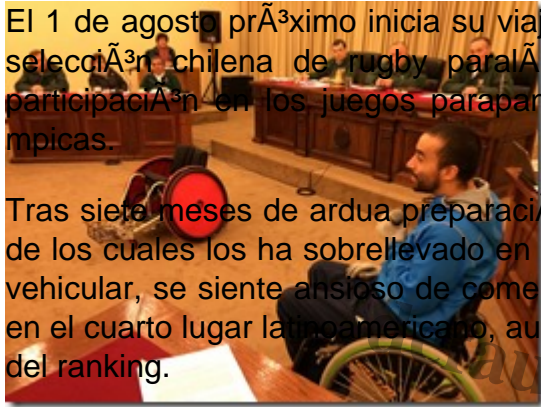 El 1 de agosto prÃ³ximo inicia su viaj
selecciÃ³n chilena de rugby paralÃ
participaciÃ³n en los juegos parapan
mpicas.
Tras siete meses de ardua preparaciÃ
de los cuales los ha sobrellevado en
vehicular, se siente ansioso de come
en el cuarto lugar latinoamericano, au
del ranking.